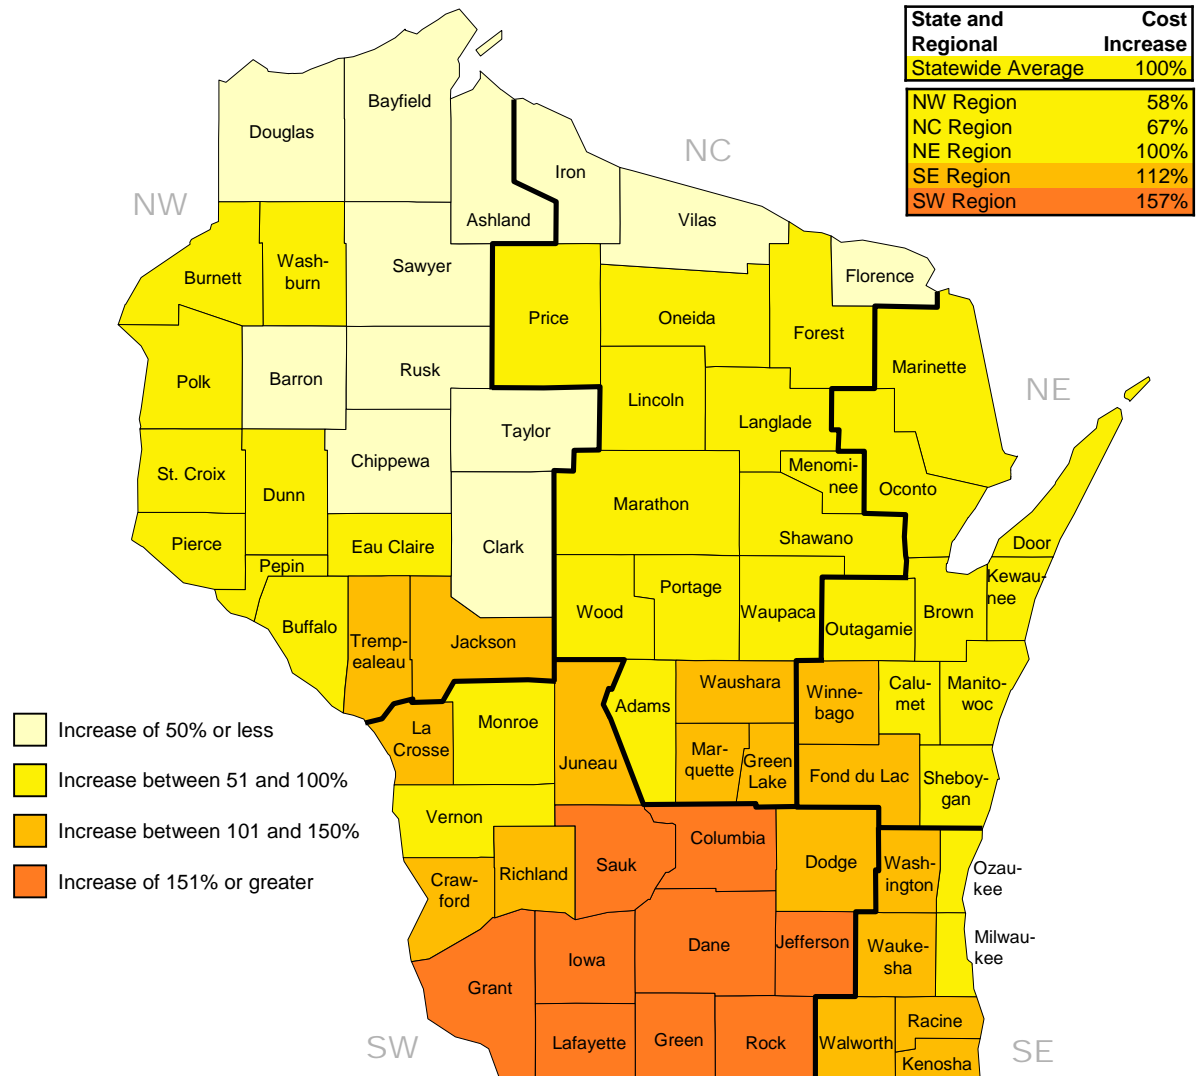 State and Cost
Regional Increase
Statewide Average 100%
NW Region 58%
NC Region 67%
NE Region 100%
SE Region 112%
SW Region 157%
NC
NW
NE
SW
SE
Bayfield
Douglas
Iron
Ashland
Vilas
Burnett
Wash-
burn
Sawyer
Florence
Price
Oneida
Forest
Marinette
Polk
Barron
Rusk
Lincoln
Langlade
Taylor
St. Croix
Chippewa
Menomi-
nee
Oconto
Dunn
Marathon
Shawano
Door
Pierce
Eau Claire
Clark
Pepin
Kewau-
nee
Wood
Portage
Waupaca
Brown
Outagamie
Buffalo
Tremp-
ealeau
Jackson
Waushara
Adams
Winne-
bago
Calu-
met
Manito-
woc
La
Crosse
Monroe
Juneau
Mar-
quette
Green
Lake
Fond du Lac
Sheboy-
gan
Increase of 50% or less
Increase between 51 and 100%
Increase between 101 and 150%
Increase of 151% or greater
Vernon
Columbia
Sauk
Dodge
Richland
Craw-
ford
Wash-
ington
Ozau-
kee
Dane
Jefferson
Iowa
Grant
Wauke-
sha
Milwau-
kee
Lafayette
Green
Rock
Walworth
Racine
Kenosha